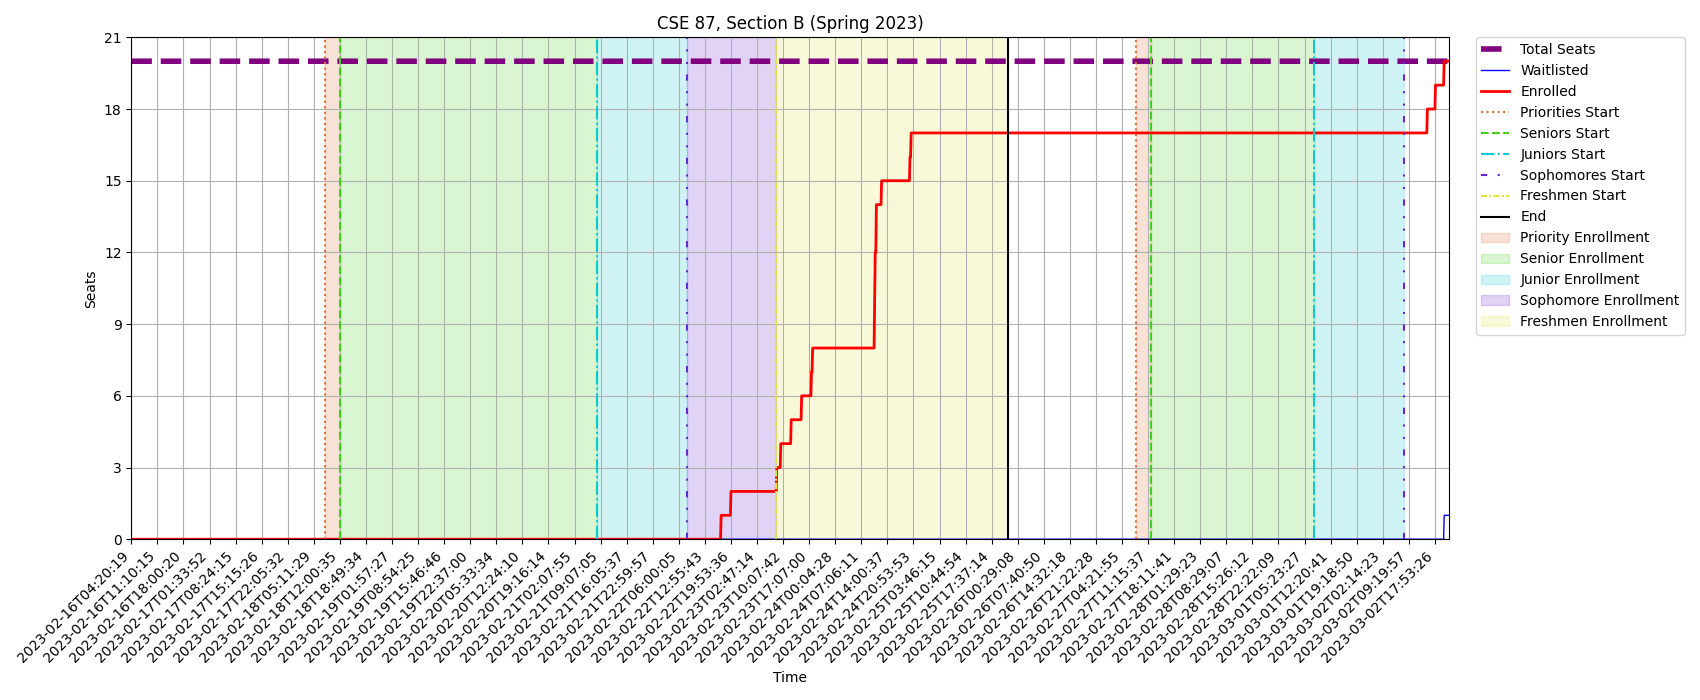 CSE 87, Section B (Spring 2023)
21
18
15
12
9
6
3
0
Seats
2023-02-16T04:20:19
2023-02-16T11:10:15
2023-02-16T18:00:20
2023-02-17T01:33:52
2023-02-17T08:24:15
2023-02-17T15:15:26
2023-02-17T22:05:32
2023-02-18T05:11:29
2023-02-18T12:00:35
2023-02-18T18:49:34
2023-02-19T01:57:27
2023-02-19T08:54:25
2023-02-19T15:46:46
2023-02-19T22:37:00
2023-02-20T05:33:34
2023-02-20T12:24:10
2023-02-20T19:16:14
2023-02-21T02:07:55
2023-02-21T09:07:05
2023-02-21T16:05:37
2023-02-21T22:59:57
2023-02-22T06:00:05
2023-02-22T12:55:43
2023-02-22T19:53:36
2023-02-23T02:47:14
2023-02-23T10:07:42
2023-02-23T17:07:00
2023-02-24T00:04:28
2023-02-24T07:06:11
2023-02-24T14:00:37
2023-02-24T20:53:53
2023-02-25T03:46:15
2023-02-25T10:44:54
2023-02-25T17:37:14
2023-02-26T00:29:08
2023-02-26T07:40:50
2023-02-26T14:32:18
2023-02-26T21:22:28
2023-02-27T04:21:55
2023-02-27T11:15:37
2023-02-27T18:11:41
2023-02-28T01:29:23
2023-02-28T08:29:07
2023-02-28T15:26:12
2023-02-28T22:22:09
2023-03-01T05:23:27
2023-03-01T12:20:41
2023-03-01T19:18:50
2023-03-02T02:14:23
2023-03-02T09:19:57
2023-03-02T17:53:26
Time
Total Seats
Waitlisted
Enrolled
Priorities Start
Seniors Start
Juniors Start
Sophomores Start
Freshmen Start
End
Priority Enrollment
Senior Enrollment
Junior Enrollment
Sophomore Enrollment
Freshmen Enrollment